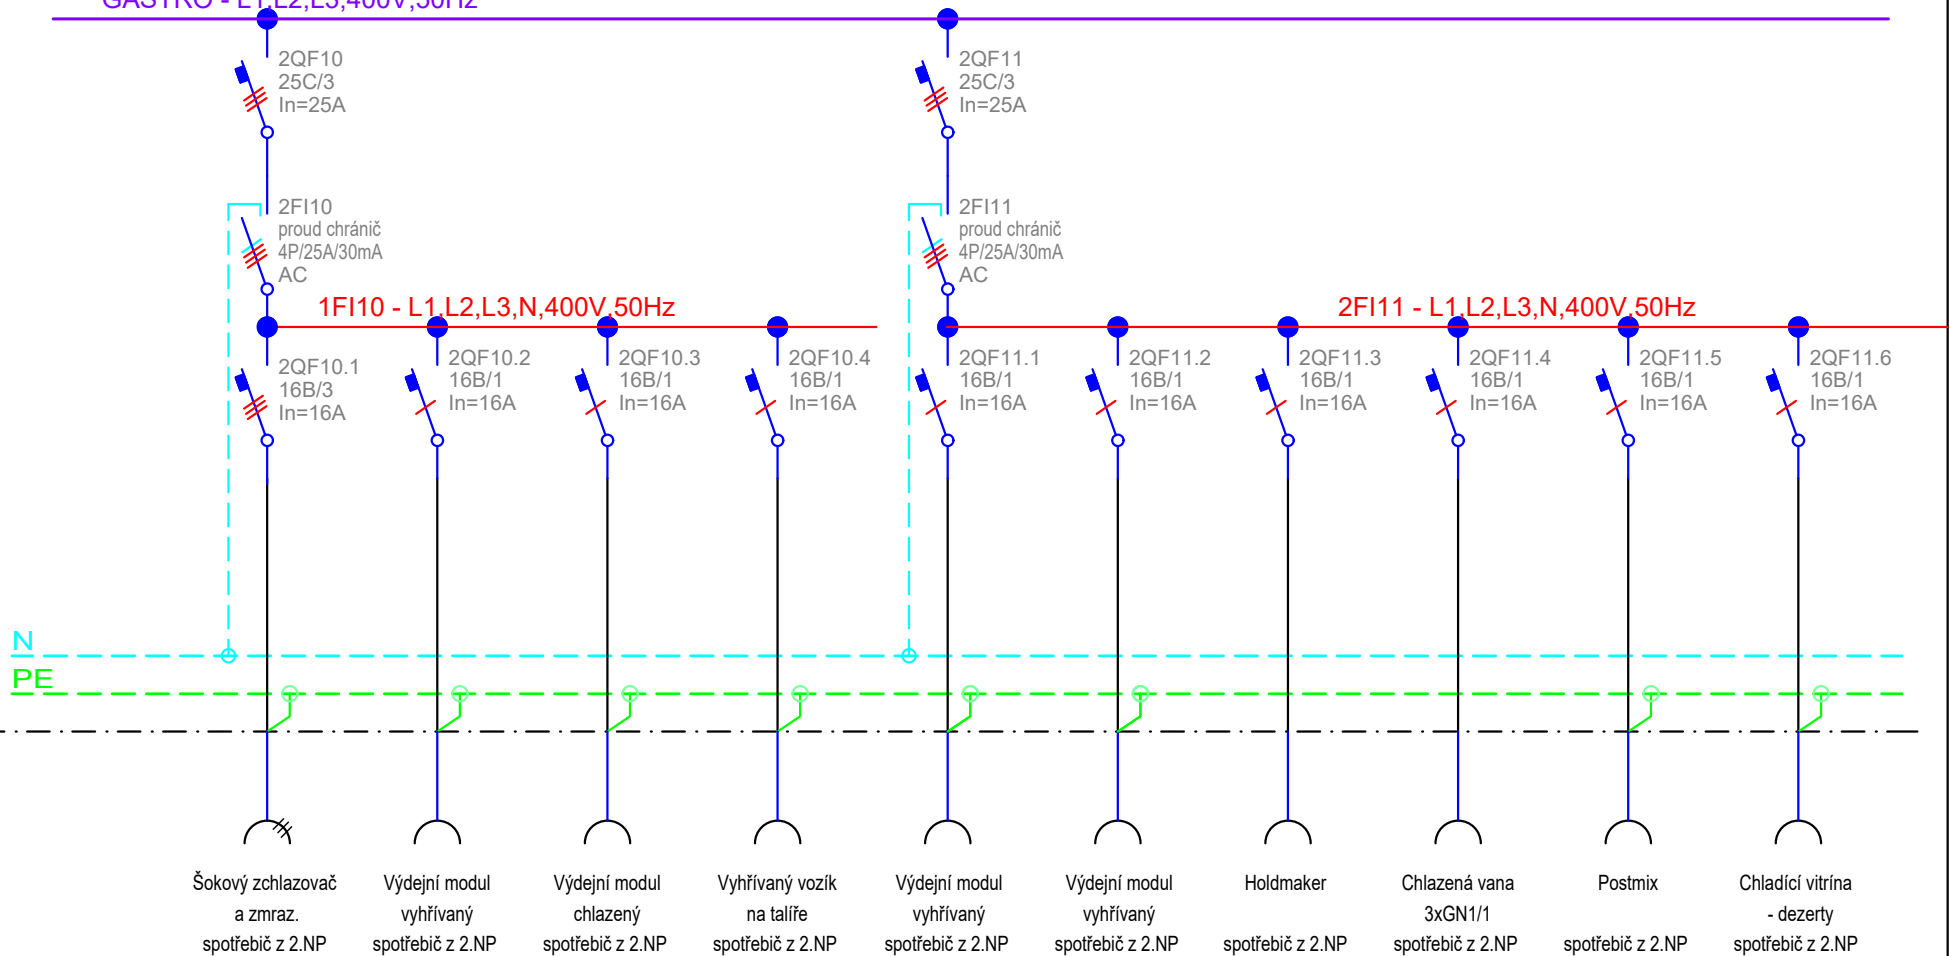 GASTRO - L1,L2,L3,400V,50Hz
2QF10
25C/3
In=25A
2QF11
25C/3
In=25A
2FI10
proud chránič
4P/25A/30mA
AC
2FI11
proud chránič
4P/25A/30mA
AC
1FI10 - L1,L2,L3,N,400V,50Hz
2FI11 - L1,L2,L3,N,400V,50Hz
2QF10.1
16B/3
In=16A
2QF10.2
16B/1
In=16A
2QF10.3
16B/1
In=16A
2QF10.4
16B/1
In=16A
2QF11.1
16B/1
In=16A
2QF11.2
16B/1
In=16A
2QF11.3
16B/1
In=16A
2QF11.4
16B/1
In=16A
2QF11.5
16B/1
In=16A
2QF11.6
16B/1
In=16A
N
PE
Šokový zchlazovač
a zmraz.
spotřebič z 2.NP
Výdejní modul
vyhřívaný
spotřebič z 2.NP
Výdejní modul
chlazený
spotřebič z 2.NP
Vyhřívaný vozík
na talíře
spotřebič z 2.NP
Výdejní modul
vyhřívaný
spotřebič z 2.NP
Výdejní modul
vyhřívaný
spotřebič z 2.NP
Holdmaker
spotřebič z 2.NP
Chlazená vana
3xGN1/1
spotřebič z 2.NP
Postmix
spotřebič z 2.NP
Chladící vitrína
- dezerty
spotřebič z 2.NP